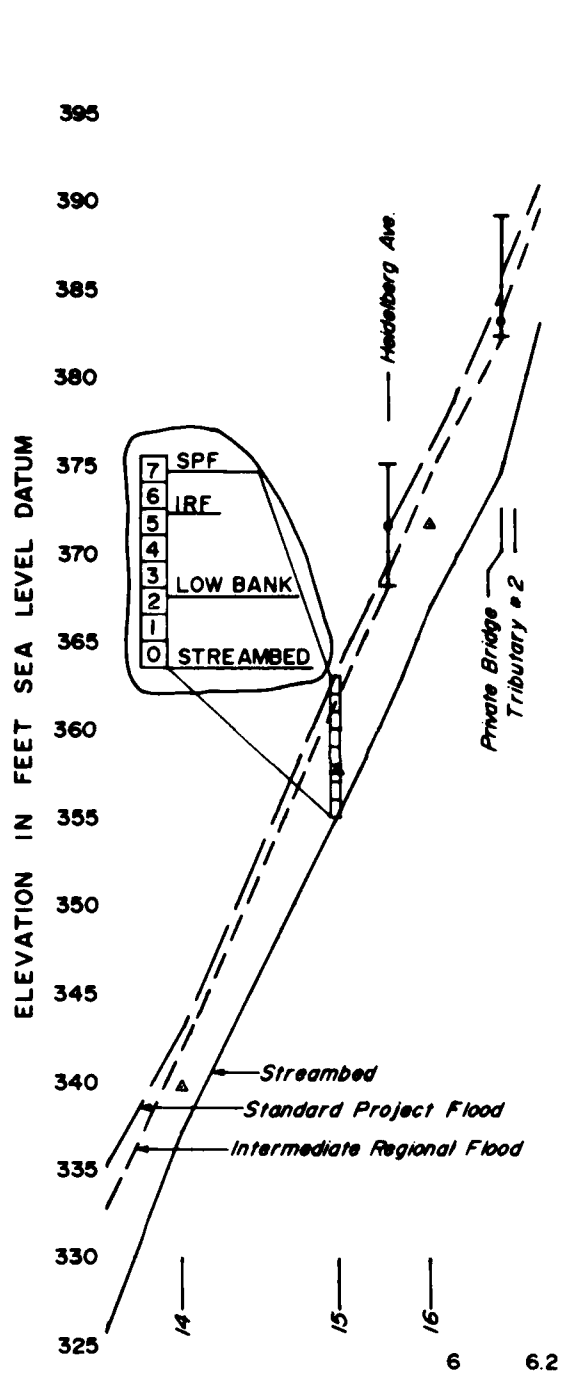 395
390
385
380
375
370
365
360
355
350
345
340
335
330
325
ELEVATION IN FEET SEA LEVEL DATUM
Heidelberg Ave.
7 SPF
6
5 IRF
4
3
2 LOW BANK
1
0 STREAMBED
Private Bridge
Tributary # 2
Streambed
Standard Project Flood
Intermediate Regional Flood
14
15
16
6
6.2